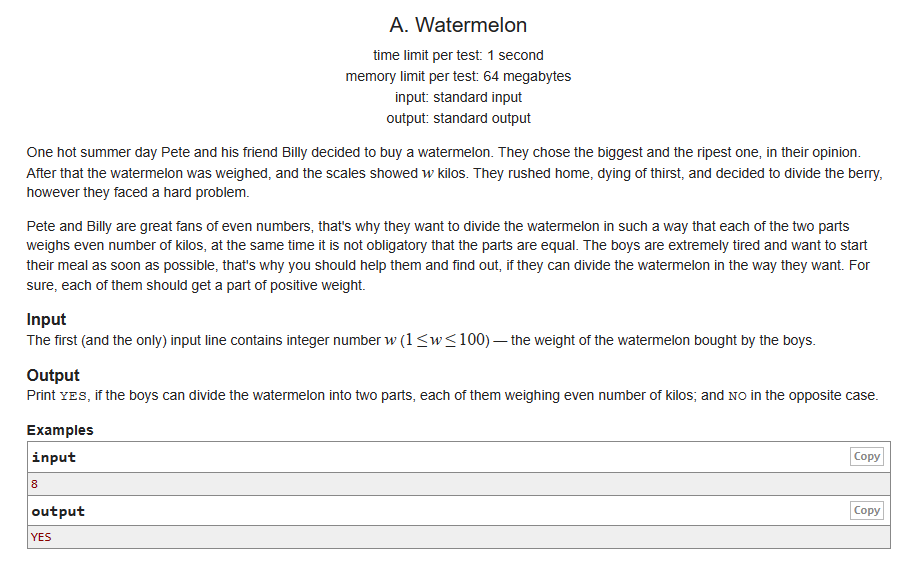 A. Watermelon
time limit per test: 1 second
memory limit per test: 64 megabytes
input: standard input
output: standard output
One hot summer day Pete and his friend Billy decided to buy a watermelon. They chose the biggest and the ripest one, in their opinion.
After that the watermelon was weighed, and the scales showed w kilos. They rushed home, dying of thirst, and decided to divide the berry,
however they faced a hard problem.
Pete and Billy are great fans of even numbers, that's why they want to divide the watermelon in such a way that each of the two parts
weighs even number of kilos, at the same time it is not obligatory that the parts are equal. The boys are extremely tired and want to start
their meal as soon as possible, that's why you should help them and find out, if they can divide the watermelon in the way they want. For
sure, each of them should get a part of positive weight.
Input
The first (and the only) input line contains integer number w (1 ≤ w ≤ 100) — the weight of the watermelon bought by the boys.
Output
Print YES, if the boys can divide the watermelon into two parts, each of them weighing even number of kilos; and NO in the opposite case.
Examples
input Copy
8
output Copy
YES